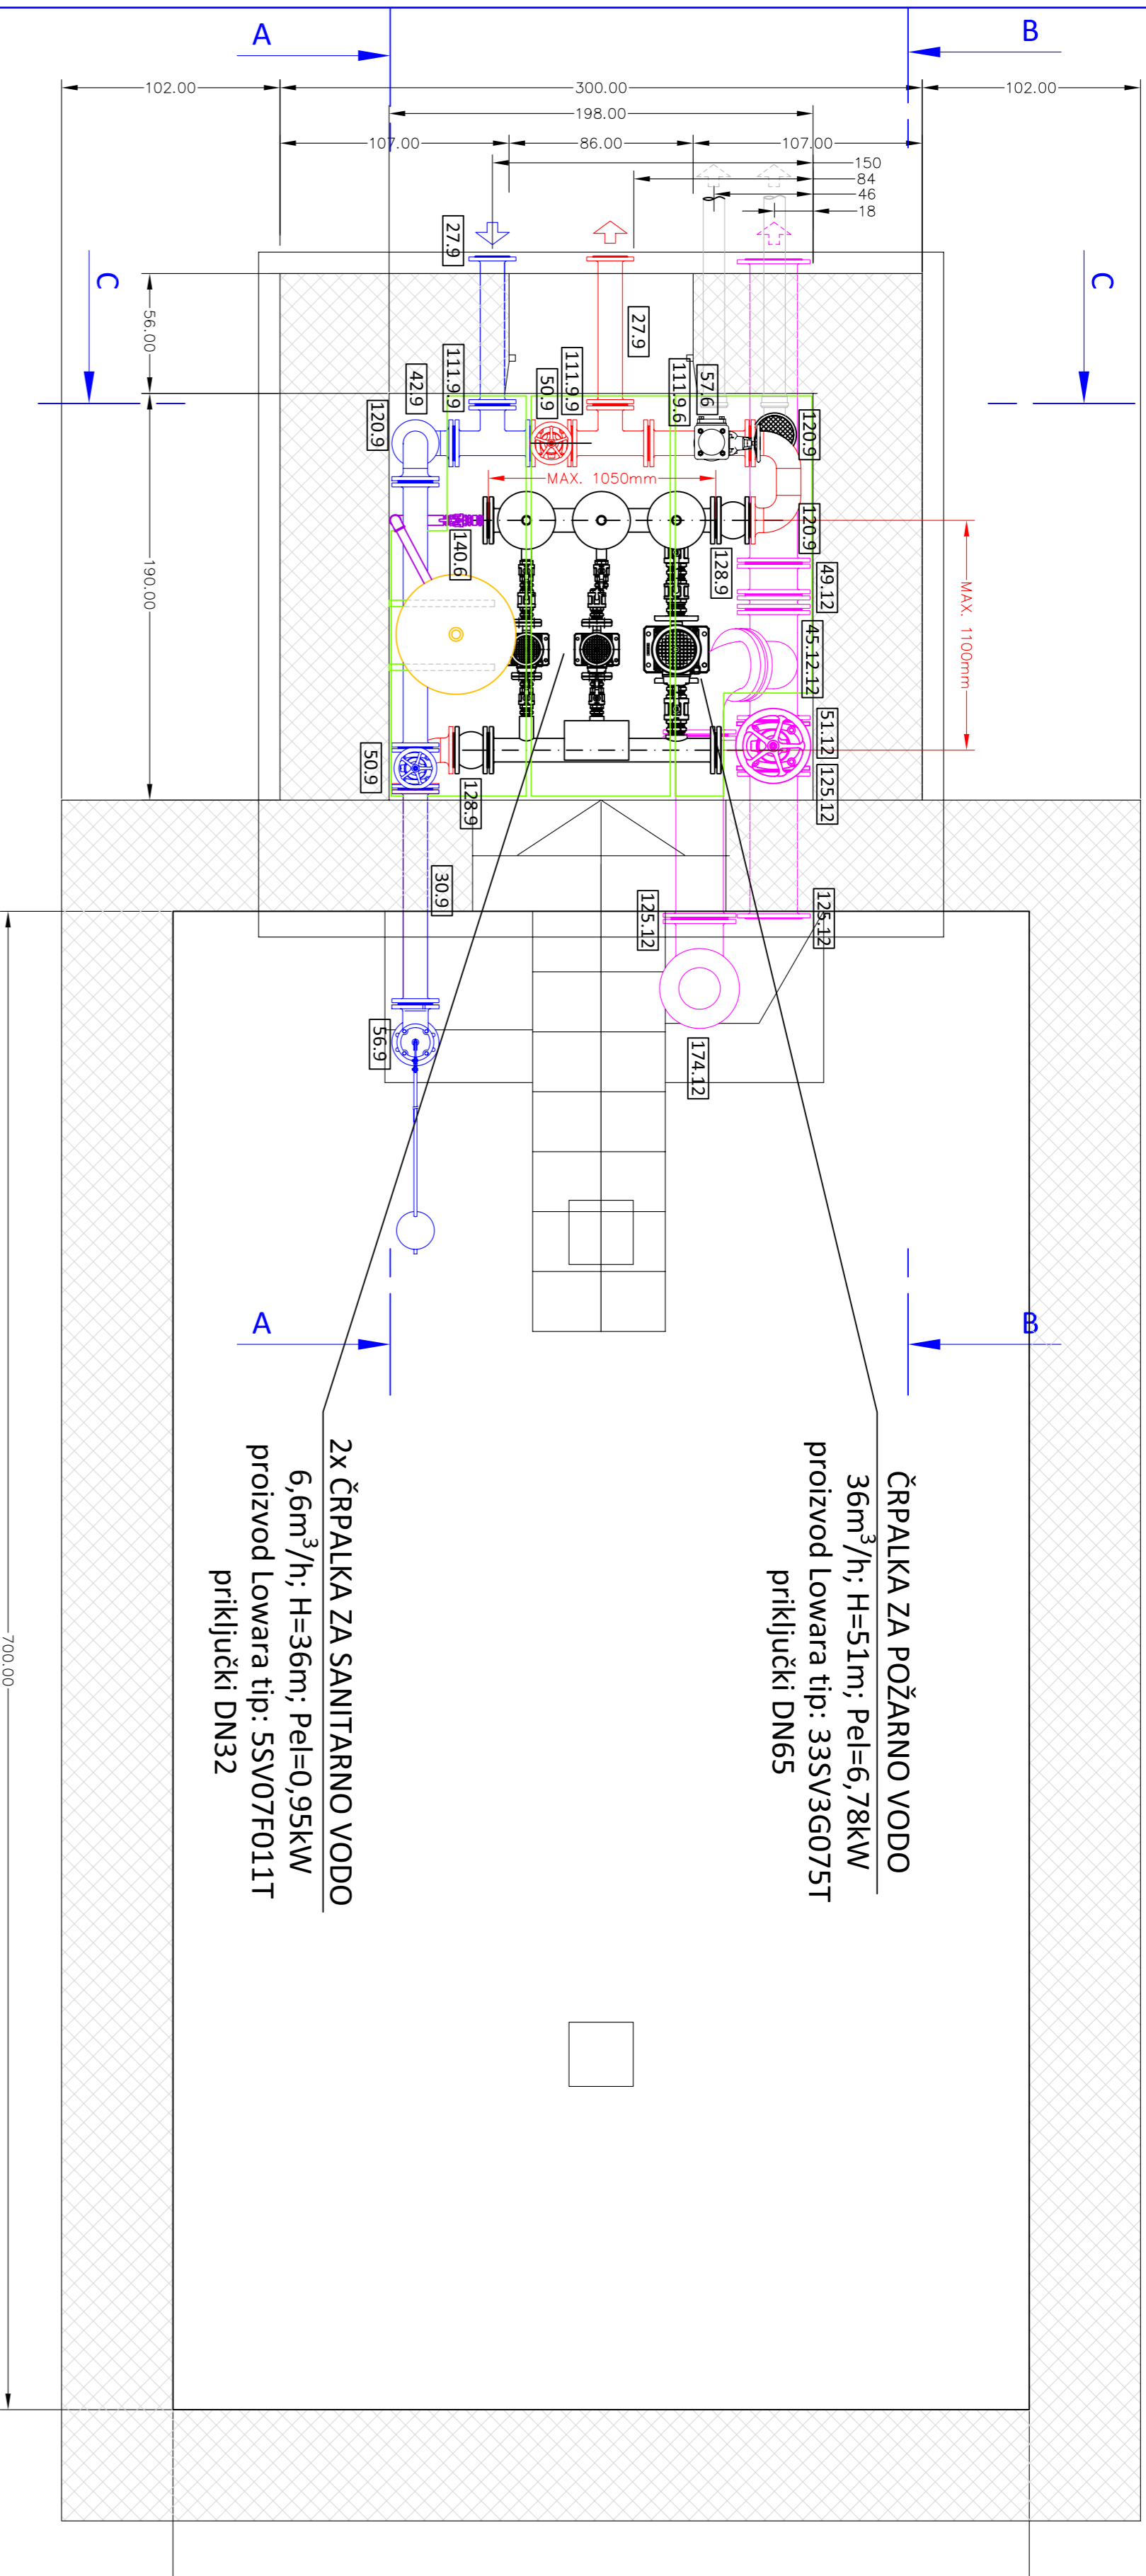 A
B
102.00
300.00
102.00
198.00
107.00
86.00
107.00
150
84
46
18
C
C
27.9
27.9
56.00
111.9.9
42.9
120.9
50.9
111.9.9
111.9.6
57.6
120.9
MAX. 1050mm
120.9
140.6
128.9
49.12
MAX. 1100mm
190.00
45.12.12
51.12
125.12
50.9
128.9
30.9
125.12
125.12
56.9
174.12
A
B
ČRPALKA ZA POŽARNO VODO
36m³/h; H=51m; Pel=6,78kW
proizvod Lowara tip: 33SV3G075T
priključki DN65
2x ČRPALKA ZA SANITARNO VODO
6,6m³/h; H=36m; Pel=0,95kW
proizvod Lowara tip: 5SV07F011T
priključki DN32
700.00